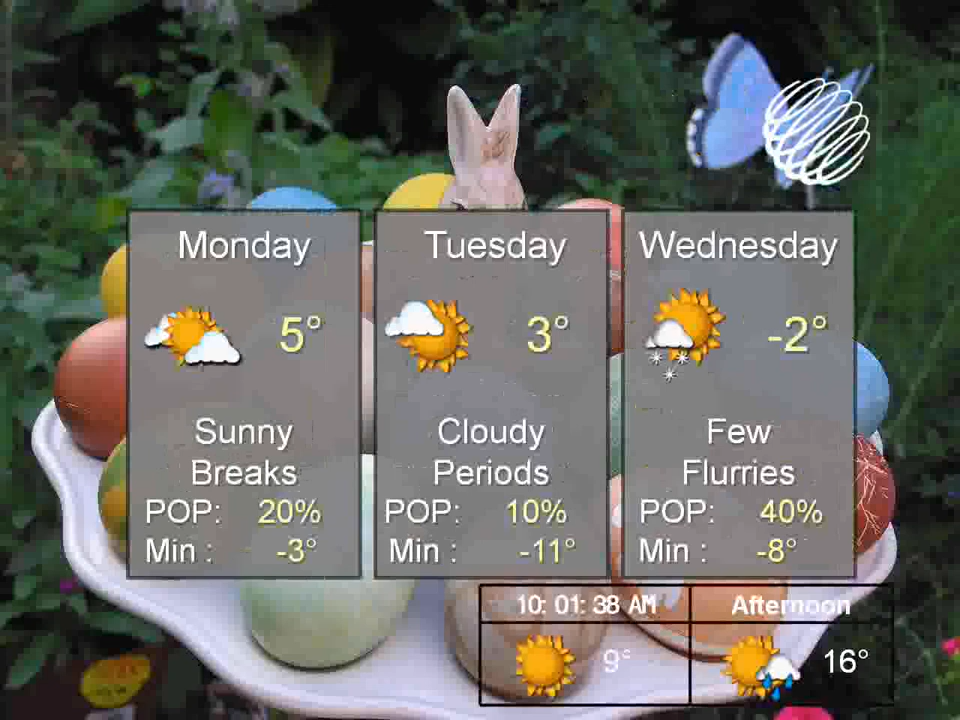 Monday
5°
Sunny
Breaks
POP: 20%
Min : -3°
Tuesday
3°
Cloudy
Periods
POP: 10%
Min : -11°
Wednesday
-2°
Few
Flurries
POP: 40%
Min : -8°
10: 01: 38 AM
9°
Afternoon
16°